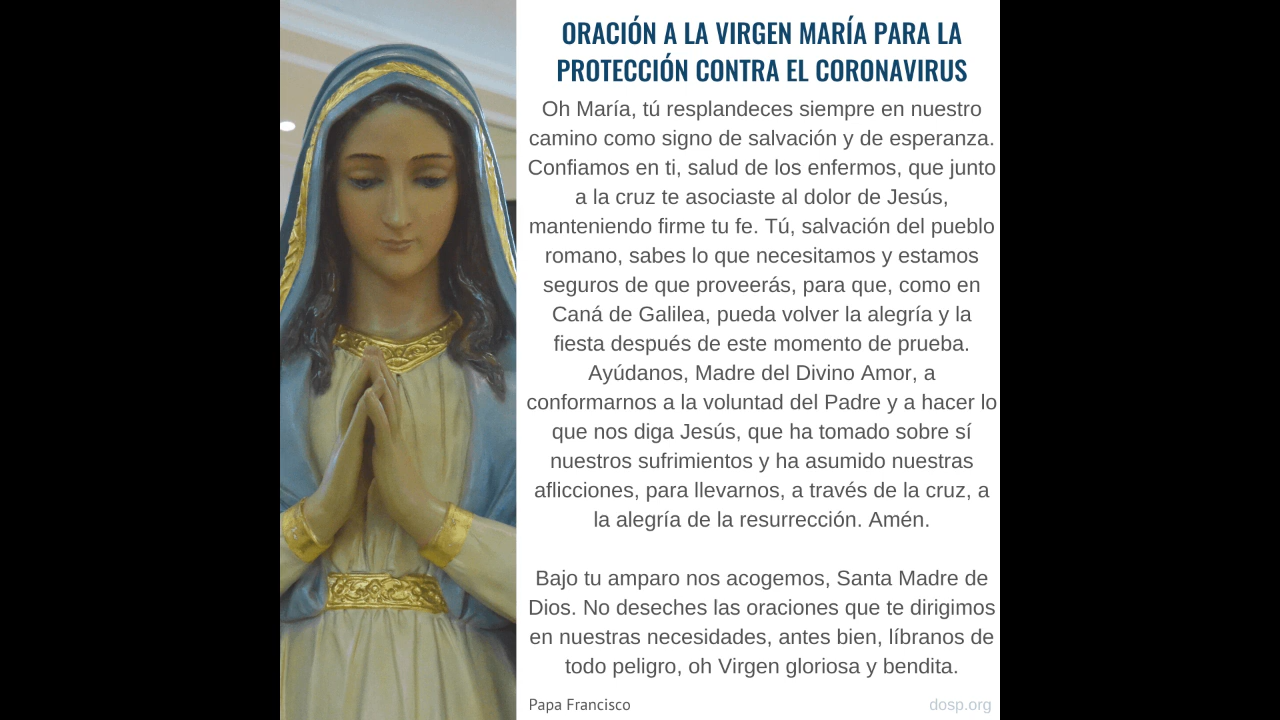 ORACIÓN A LA VIRGEN MARÍA PARA LA
PROTECCIÓN CONTRA EL CORONAVIRUS
Oh María, tú resplandeces siempre en nuestro
camino como signo de salvación y de esperanza.
Confiamos en ti, salud de los enfermos, que junto
a la cruz te asociaste al dolor de Jesús,
manteniendo firme tu fe. Tú, salvación del pueblo
romano, sabes lo que necesitamos y estamos
seguros de que proveerás, para que, como en
Caná de Galilea, pueda volver la alegría y la
fiesta después de este momento de prueba.
Ayúdanos, Madre del Divino Amor, a
conformarnos a la voluntad del Padre y a hacer lo
que nos diga Jesús, que ha tomado sobre sí
nuestros sufrimientos y ha asumido nuestras
aflicciones, para llevarnos, a través de la cruz, a
la alegría de la resurrección. Amén.
Bajo tu amparo nos acogemos, Santa Madre de
Dios. No deseches las oraciones que te dirigimos
en nuestras necesidades, antes bien, líbranos de
todo peligro, oh Virgen gloriosa y bendita.
Papa Francisco
dosp.org